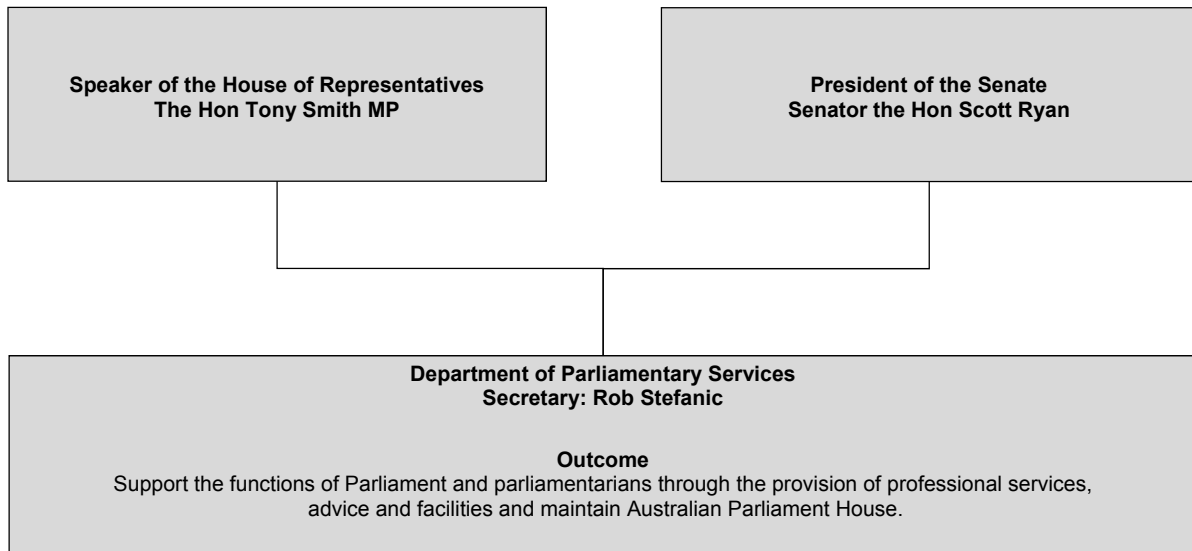 Speaker of the House of Representatives
The Hon Tony Smith MP
President of the Senate
Senator the Hon Scott Ryan
Department of Parliamentary Services
Secretary: Rob Stefanic
Outcome
Support the functions of Parliament and parliamentarians through the provision of professional services,
advice and facilities and maintain Australian Parliament House.